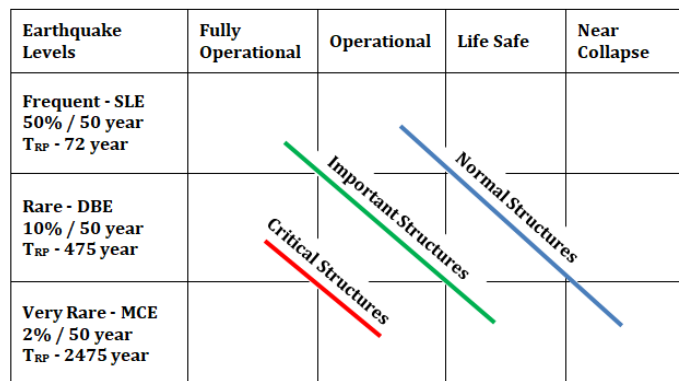 Earthquake
Levels
Fully
Operational
Operational
Life Safe
Near
Collapse
Frequent - SLE
50% / 50 year
TRP - 72 year
Rare - DBE
10% / 50 year
TRP - 475 year
Very Rare - MCE
2% / 50 year
TRP - 2475 year
Critical Structures
Important Structures
Normal Structures